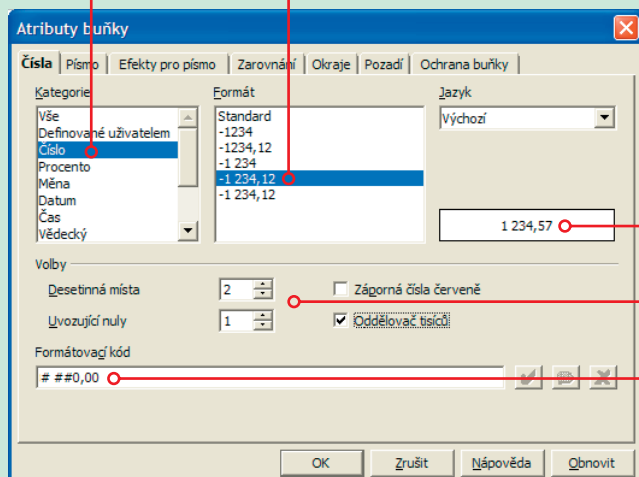 Atributy buňky
Čísla Písmo Efekty pro písmo Zarovnání Okraje Pozadí Ochrana buňky
Kategorie Formát Jazyk
Vše
Definované uživatelem
Číslo
Procento
Měna
Datum
Čas
Vědecký
Standard
-1234
-1234,12
-1 234
-1 234,12
-1 234,12
Výchozí
1 234,57
Volby
Desetinná místa 2 Záporná čísla červeně
Uvozující nuly 1 Oddělovač tisíců
Formátovací kód
# ##0,00
OK Zrušit Nápověda Obnovit